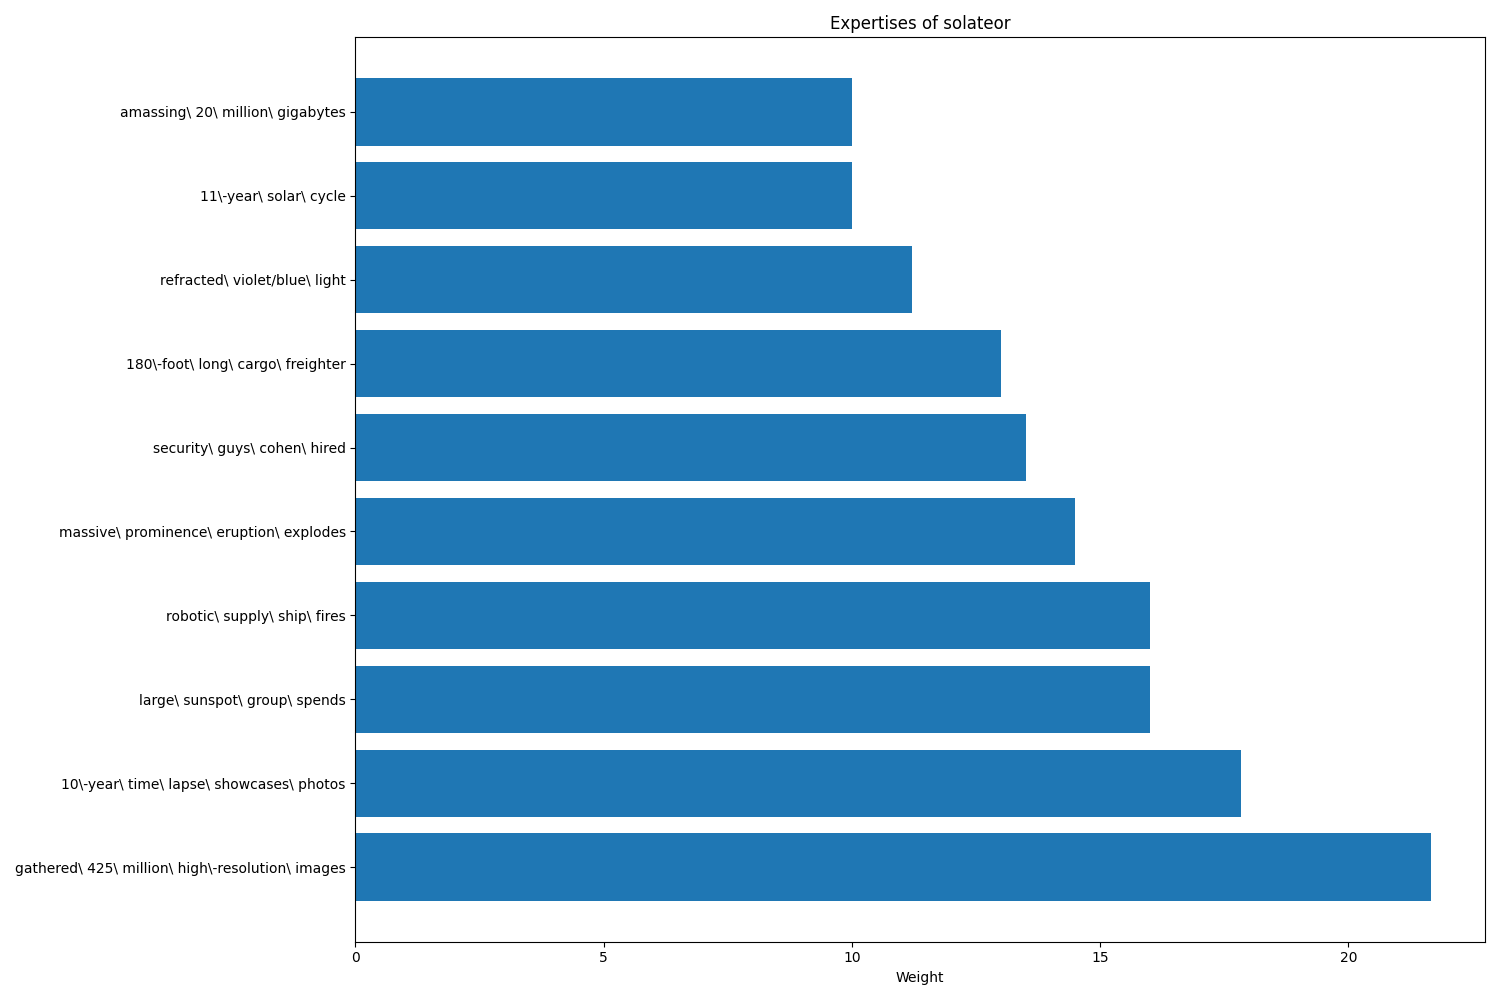 Expertises of solateor
amassing\ 20\ million\ gigabytes
11\-year\ solar\ cycle
refracted\ violet/blue\ light
180\-foot\ long\ cargo\ freighter
security\ guys\ cohen\ hired
massive\ prominence\ eruption\ explodes
robotic\ supply\ ship\ fires
large\ sunspot\ group\ spends
10\-year\ time\ lapse\ showcases\ photos
gathered\ 425\ million\ high\-resolution\ images
0 5 10 15 20
Weight